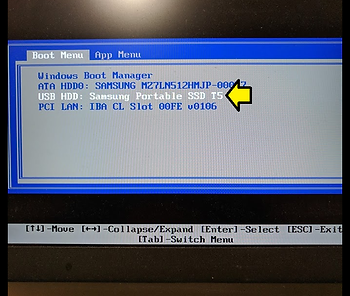 Boot Menu App Menu
Windows Boot Manager
ATA HDD0: SAMSUNG MZ7LN512HMJP-000
USB HDD: Samsung Portable SSD T5
PCI LAN: IBA CL Slot 00FE v0106
[↑↓]-Move [←→]-Collapse/Expand [Enter]-Select [ESC]-Exit
[Tab]-Switch Menu